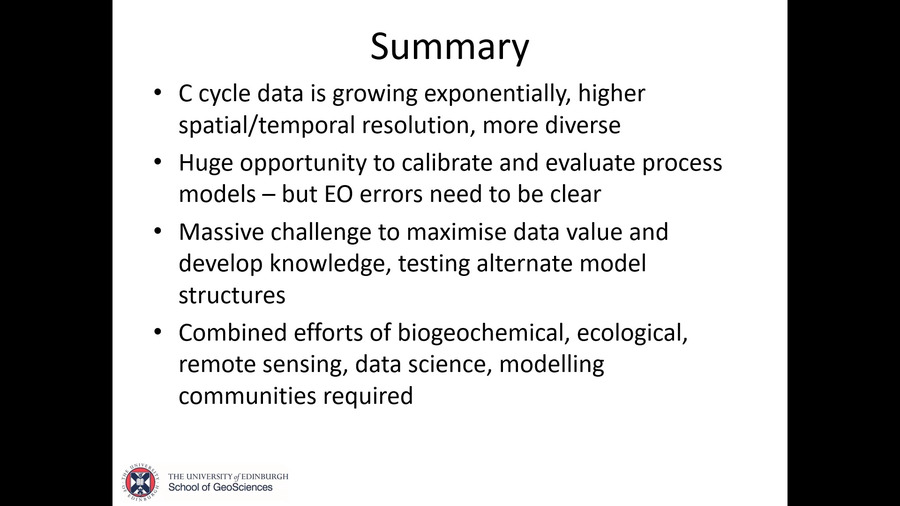 Summary
• C cycle data is growing exponentially, higher
spatial/temporal resolution, more diverse
• Huge opportunity to calibrate and evaluate process
models – but EO errors need to be clear
• Massive challenge to maximise data value and
develop knowledge, testing alternate model
structures
• Combined efforts of biogeochemical, ecological,
remote sensing, data science, modelling
communities required
THE UNIVERSITY of EDINBURGH
School of GeoSciences